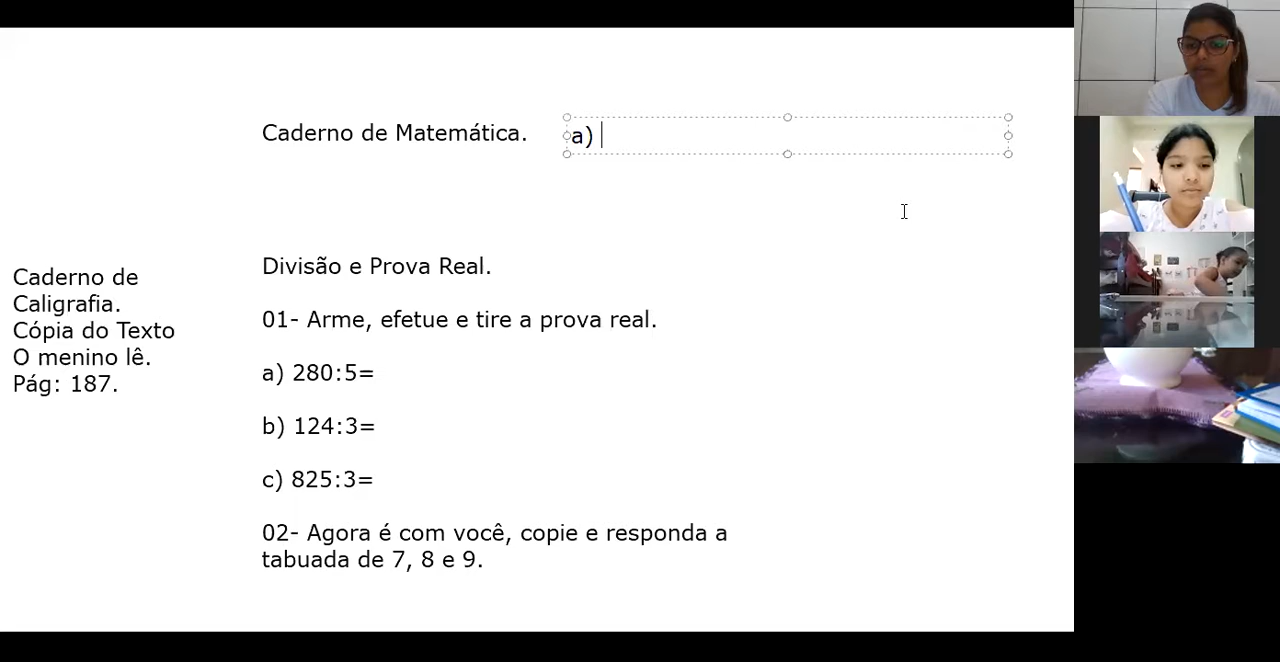 Caderno de Matemática.
a)
Caderno de
Caligrafia.
Cópia do Texto
O menino lê.
Pág: 187.
Divisão e Prova Real.
01- Arme, efetue e tire a prova real.
a) 280:5=
b) 124:3=
c) 825:3=
02- Agora é com você, copie e responda a
tabuada de 7, 8 e 9.